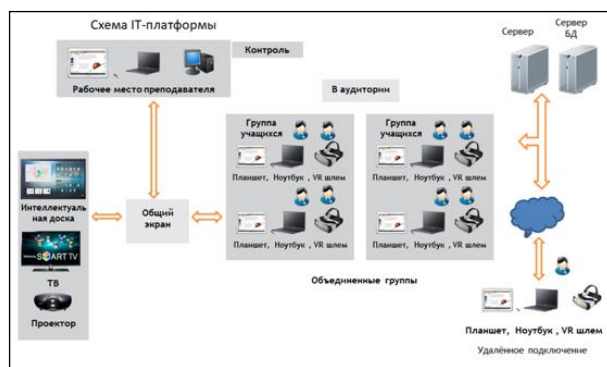 Схема IT-платформы
Контроль
Рабочее место преподавателя
Сервер
Сервер
БД
В аудитории
Группа
учащихся
Планшет, Ноутбук , VR шлем
Планшет, Ноутбук , VR шлем
Группа
учащихся
Планшет, Ноутбук , VR шлем
Планшет, Ноутбук , VR шлем
Интеллектуаль
ная доска
SMART TV
ТВ
Проектор
Общий
экран
Объединенные группы
Планшет, Ноутбук , VR шлем
Удалённое подключение